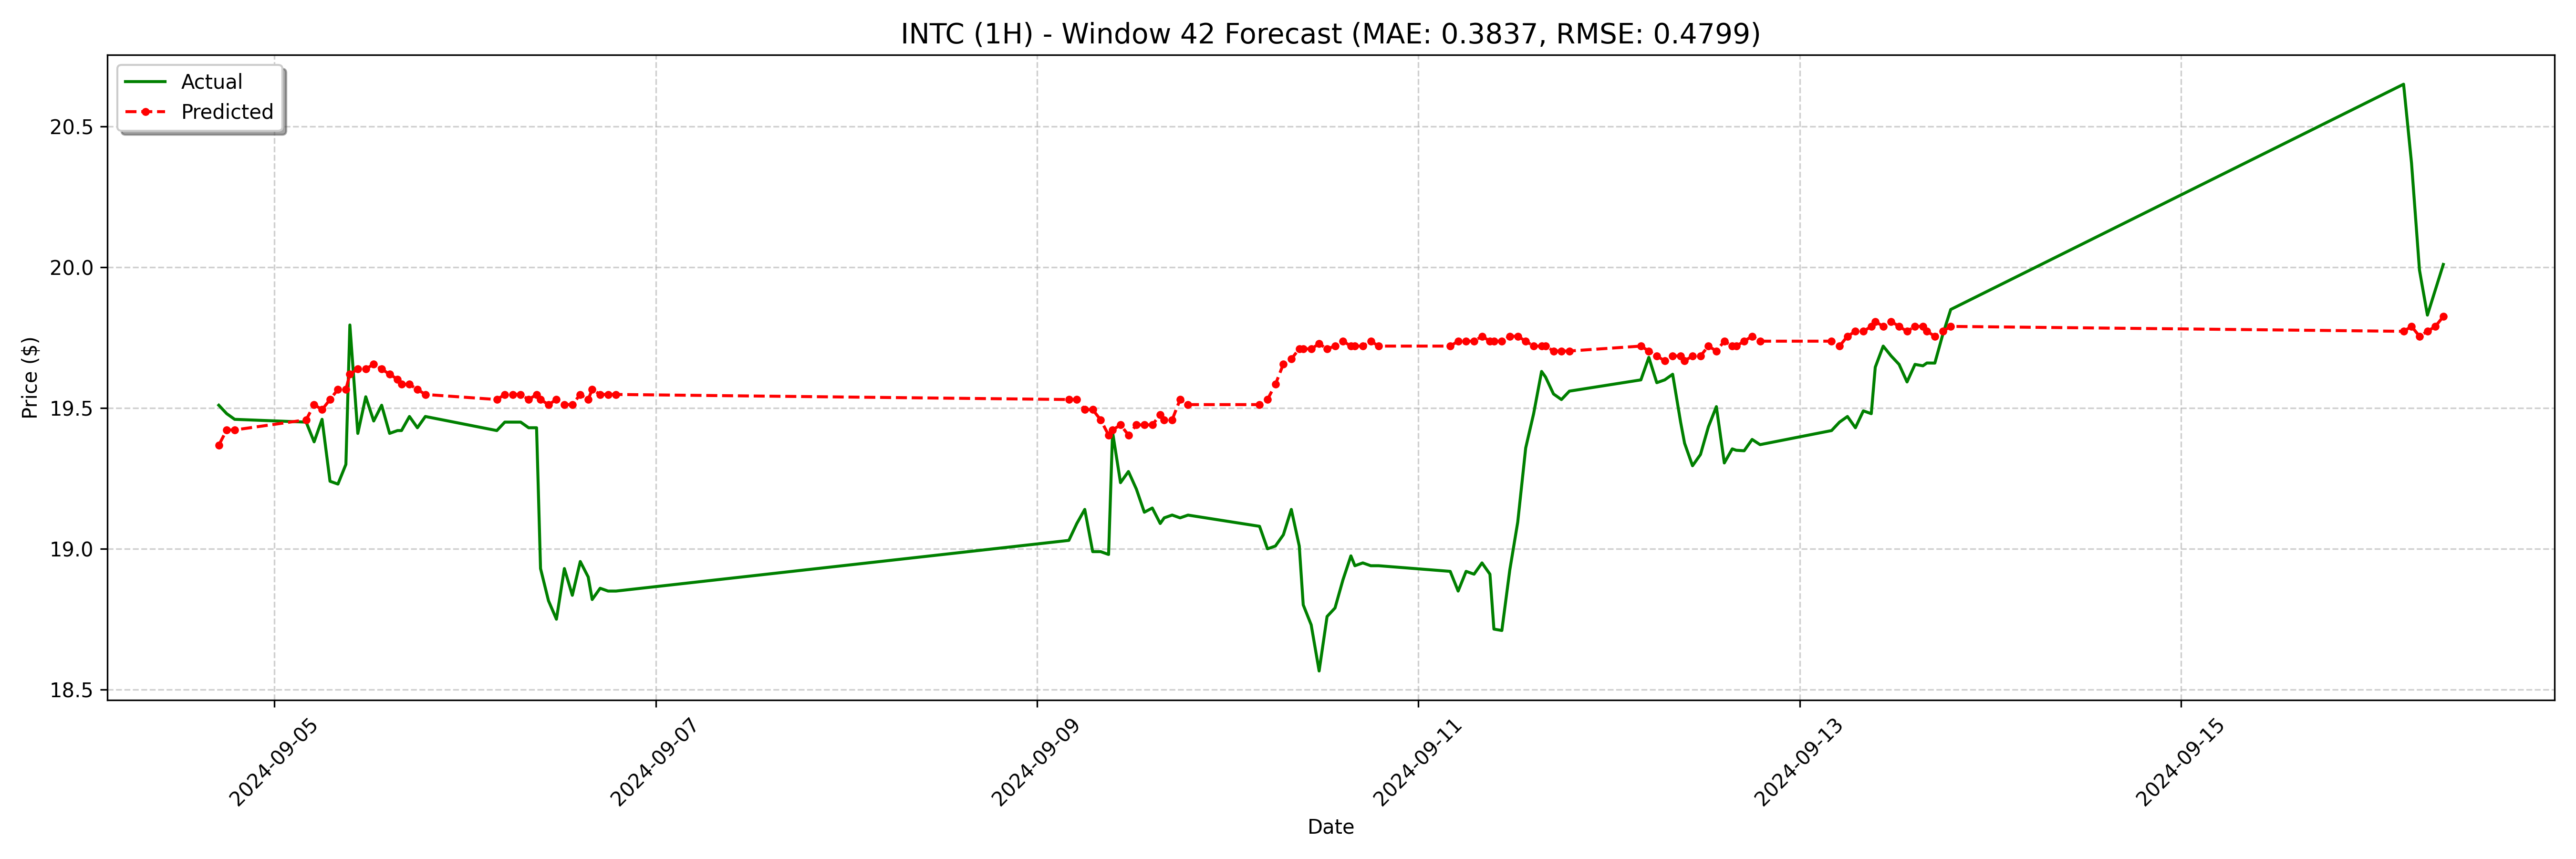 INTC (1H) - Window 42 Forecast (MAE: 0.3837, RMSE: 0.4799)
Actual
Predicted
Price ($)
20.5
20.0
19.5
19.0
18.5
2024-09-05
2024-09-07
2024-09-09
2024-09-11
2024-09-13
2024-09-15
Date